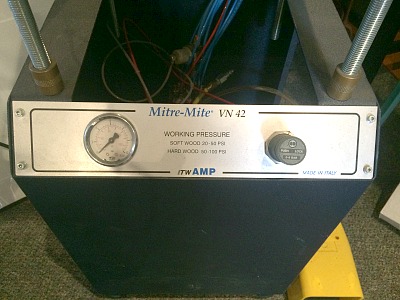 Mitre-Mite® VN 42
WORKING PRESSURE
SOFT WOOD 20-50 PSI
HARD WOOD 60-100 PSI
ITW AMP
MADE IN ITALY